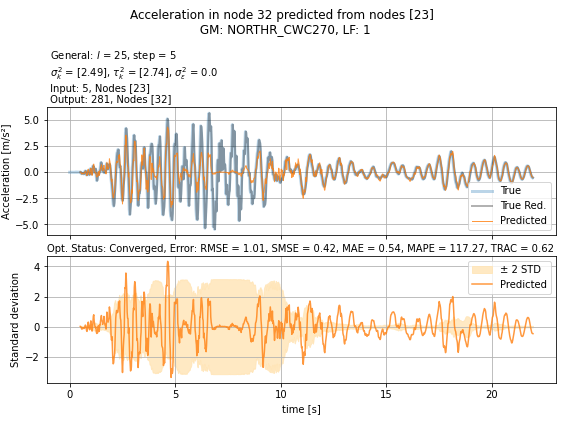 Acceleration in node 32 predicted from nodes [23]
GM: NORTHR_CWC270, LF: 1
General: l = 25, step = 5
σ²ₖ = [2.49], τ²ₖ = [2.74], σ²ₑ = 0.0
Input: 5, Nodes [23]
Output: 281, Nodes [32]
Acceleration [m/s²]
5.0
2.5
0.0
−2.5
−5.0
True
True Red.
Predicted
Opt. Status: Converged, Error: RMSE = 1.01, SMSE = 0.42, MAE = 0.54, MAPE = 117.27, TRAC = 0.62
Standard deviation
4
2
0
−2
± 2 STD
Predicted
0
5
10
15
20
time [s]